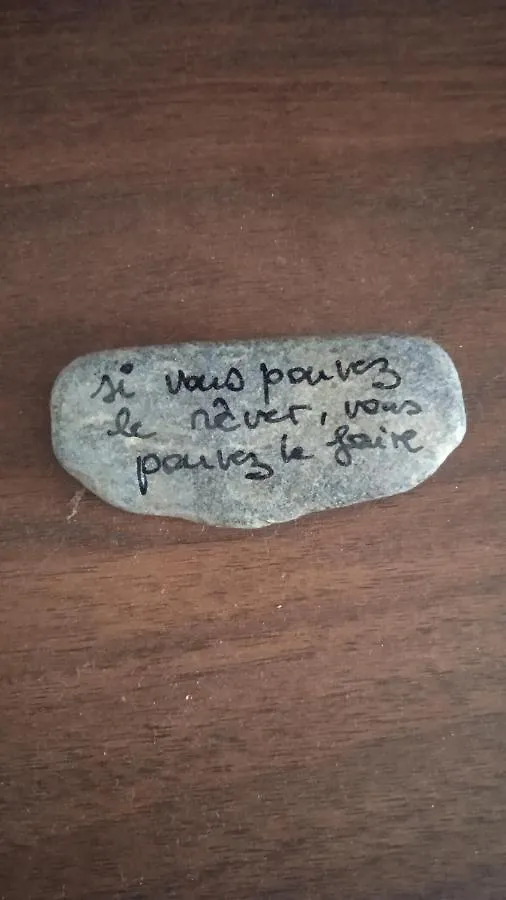 si vous pouvez
le rêver, vous
pouvez le faire